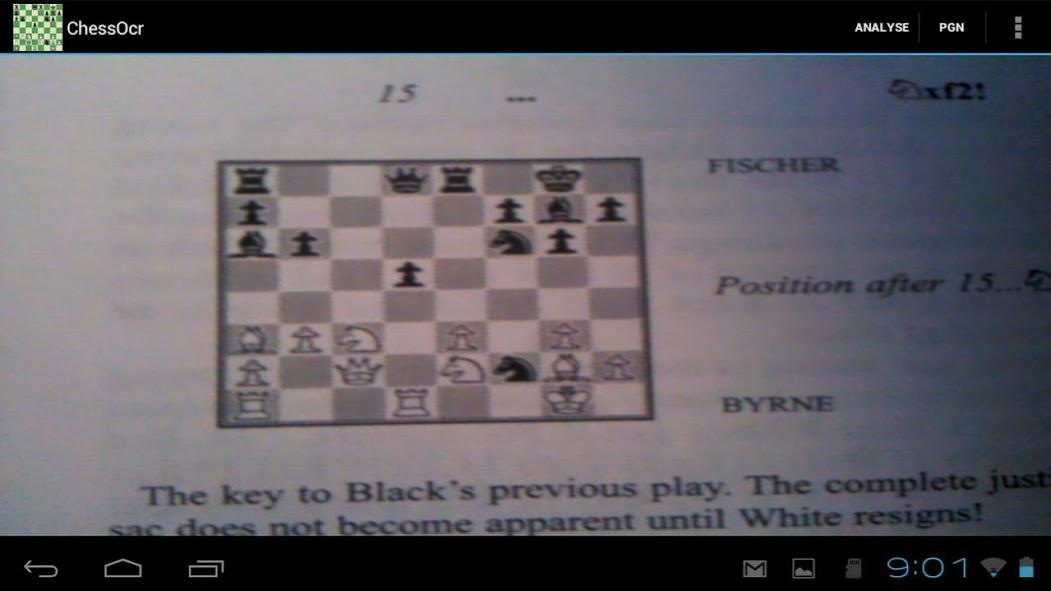 ChessOcr
ANALYSE
PGN
15 ... ♘xf2!
FISCHER
Position after 15...♘
BYRNE
The key to Black's previous play. The complete
sac does not become apparent until White resigns!
9:01